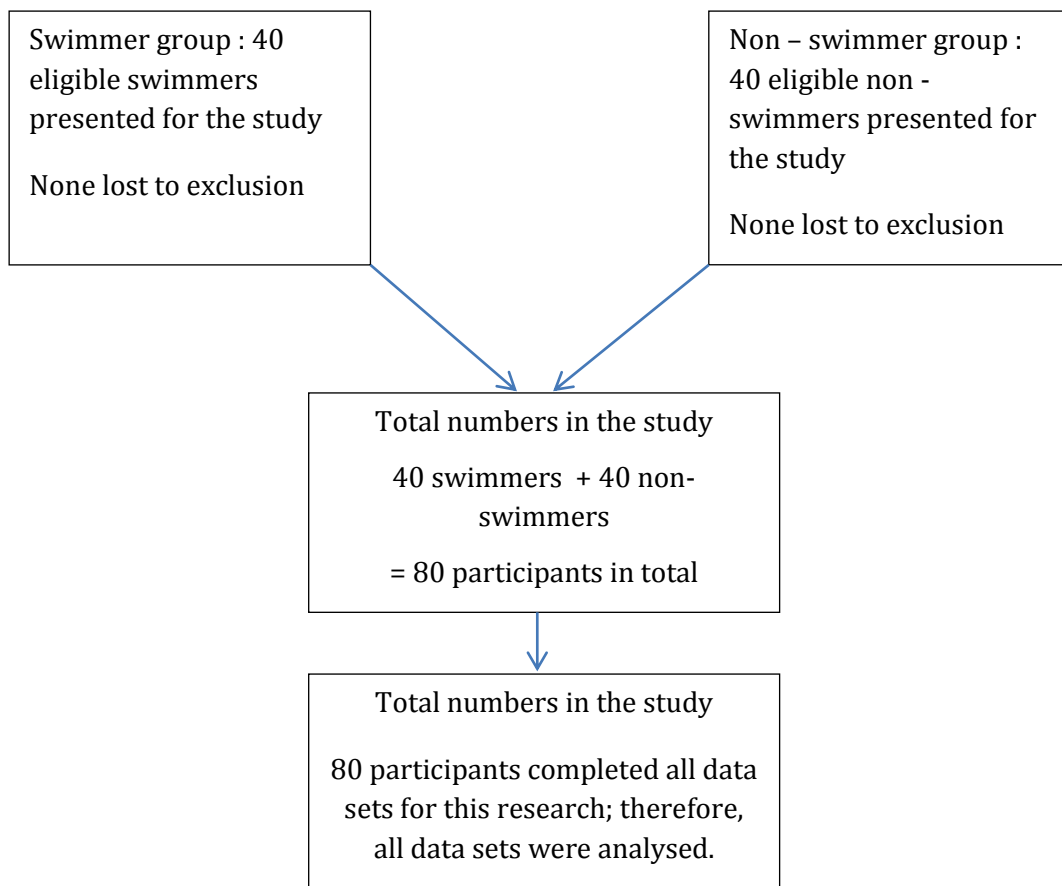 Swimmer group : 40
eligible swimmers
presented for the study
None lost to exclusion
Non – swimmer group :
40 eligible non -
swimmers presented for
the study
None lost to exclusion
Total numbers in the study
40 swimmers + 40 non-
swimmers
= 80 participants in total
Total numbers in the study
80 participants completed all data
sets for this research; therefore,
all data sets were analysed.